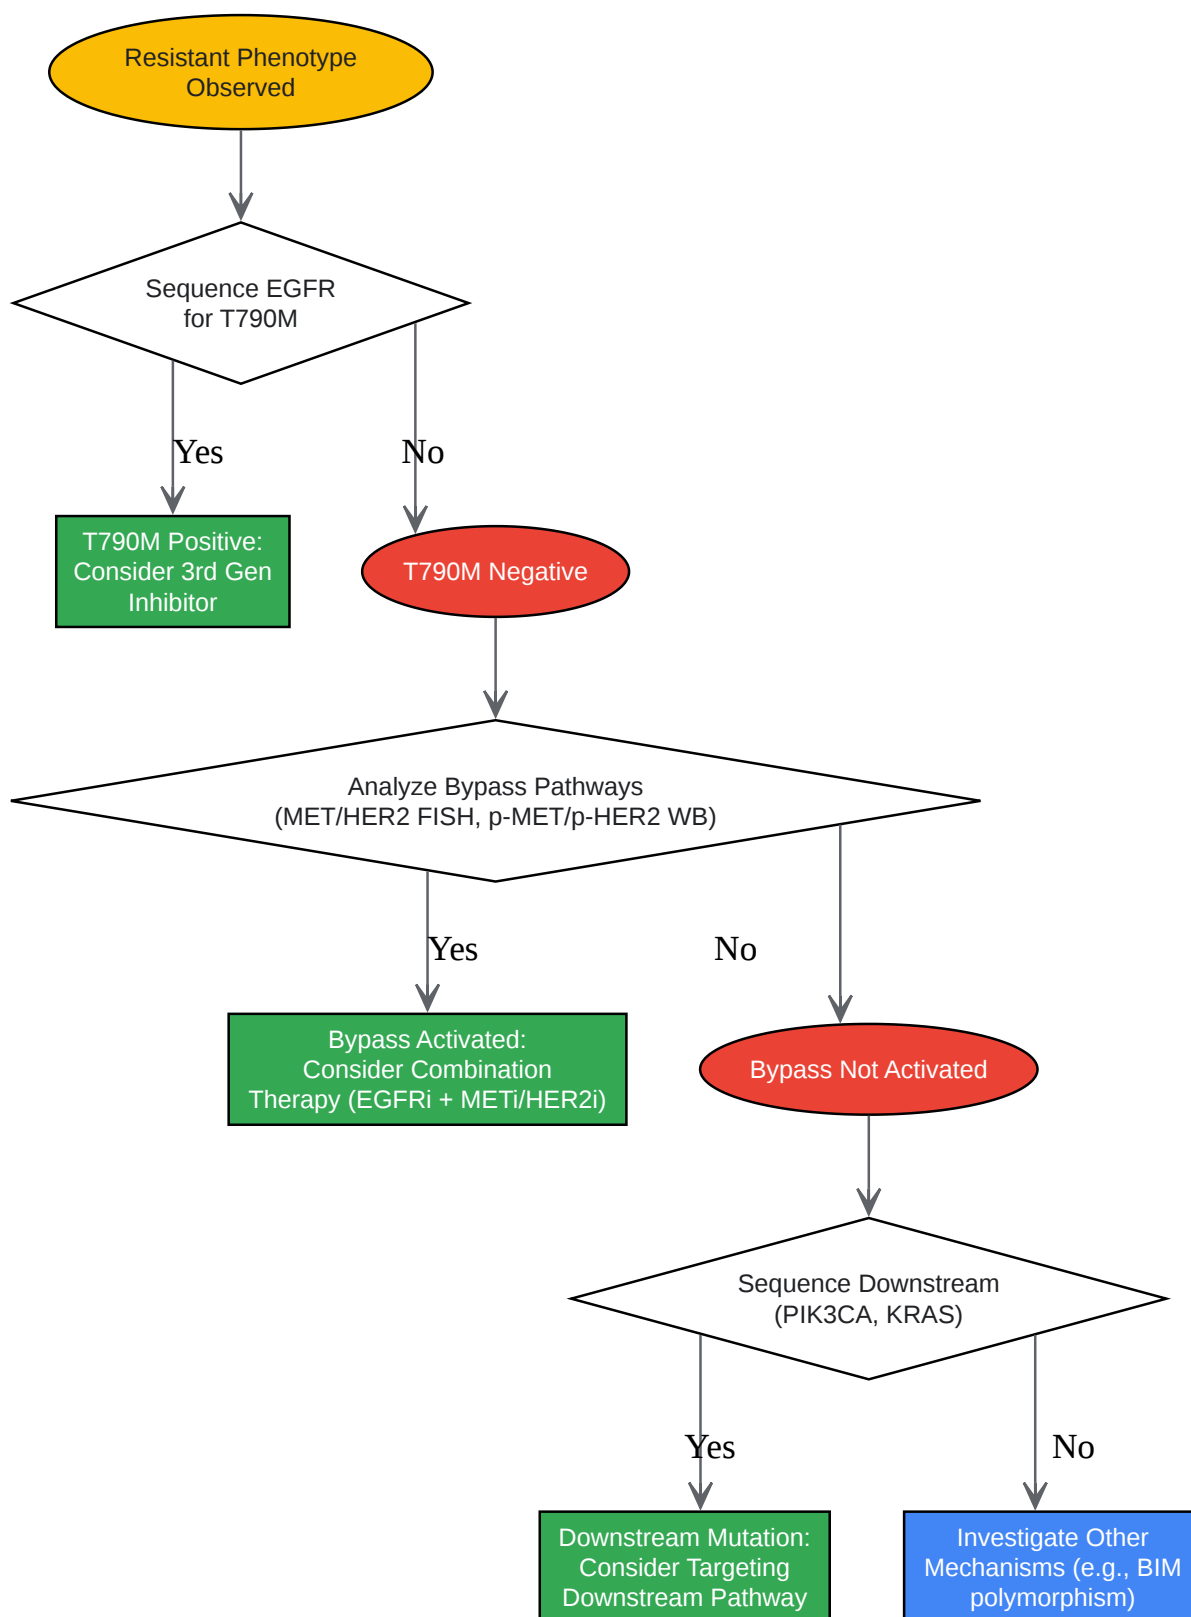 Resistant Phenotype
Observed
Sequence EGFR
for T790M
Yes
No
T790M Positive:
Consider 3rd Gen
Inhibitor
T790M Negative
Analyze Bypass Pathways
(MET/HER2 FISH, p-MET/p-HER2 WB)
Yes
No
Bypass Activated:
Consider Combination
Therapy (EGFRi + METi/HER2i)
Bypass Not Activated
Sequence Downstream
(PIK3CA, KRAS)
Yes
No
Downstream Mutation:
Consider Targeting
Downstream Pathway
Investigate Other
Mechanisms (e.g., BIM
polymorphism)